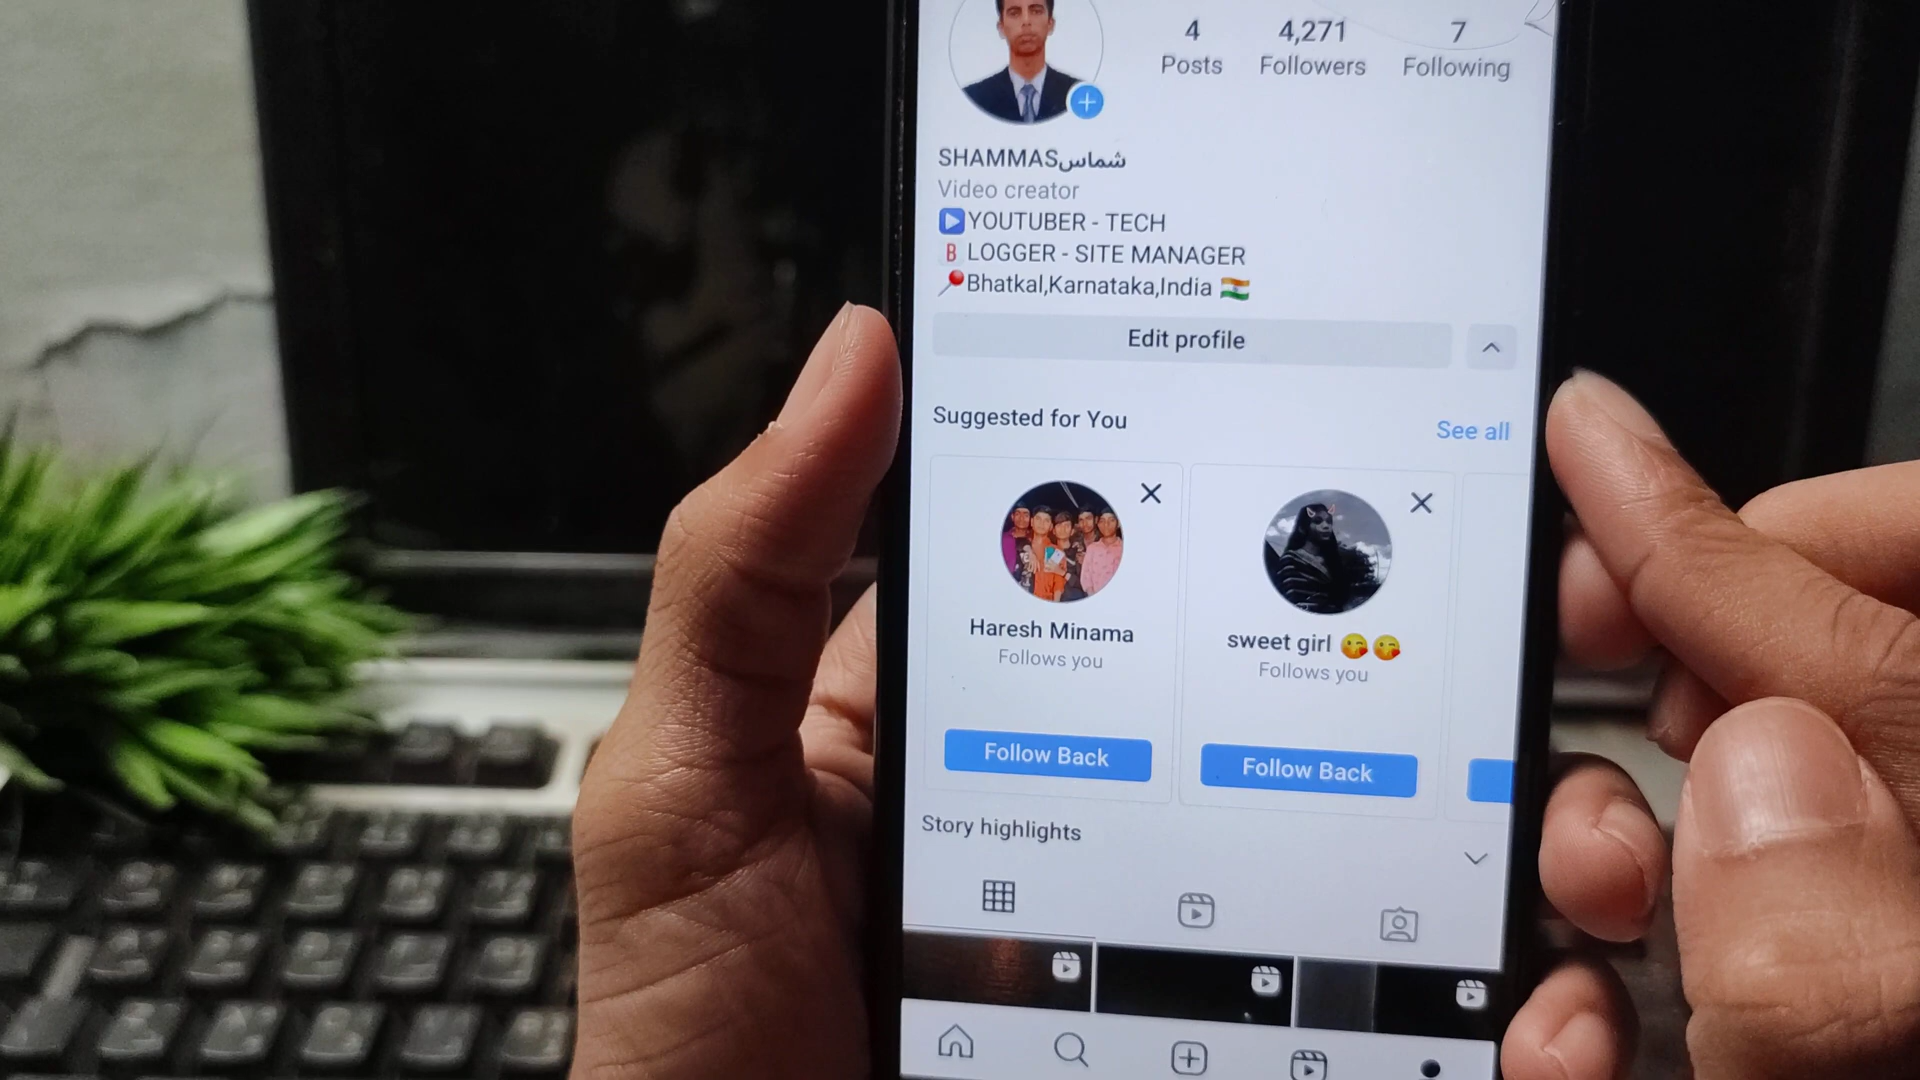 4 4,271 7
Posts Followers Following
SHAMMASشماس
Video creator
▶️YOUTUBER - TECH
B LOGGER - SITE MANAGER
📍Bhatkal,Karnataka,India 🇮🇳
Edit profile
Suggested for You See all
Haresh Minama sweet girl 😘😘
Follows you Follows you
Follow Back Follow Back
Story highlights